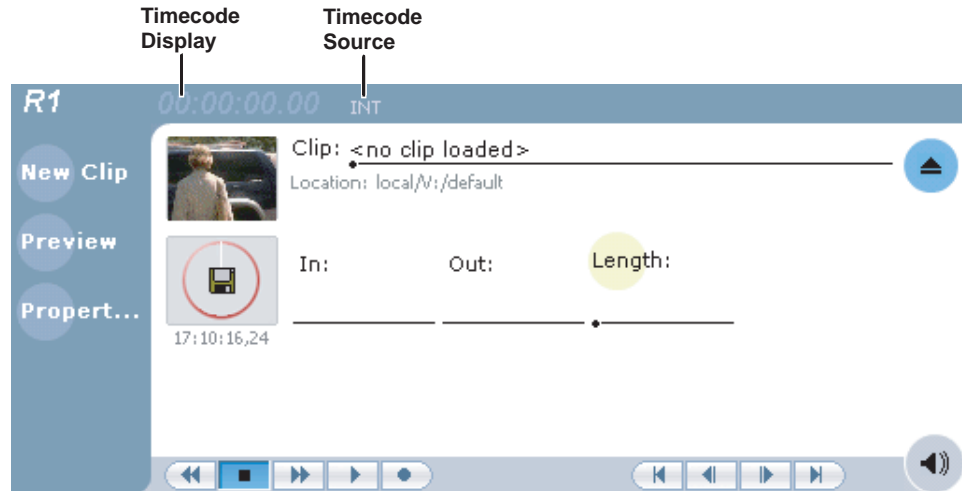 Timecode Display
Timecode Source
R1
00:00:00.00 INT
New Clip
Preview
Propert...
Clip: <no clip loaded>
Location: local/V:/default
In:
Out:
Length:
17:10:16,24